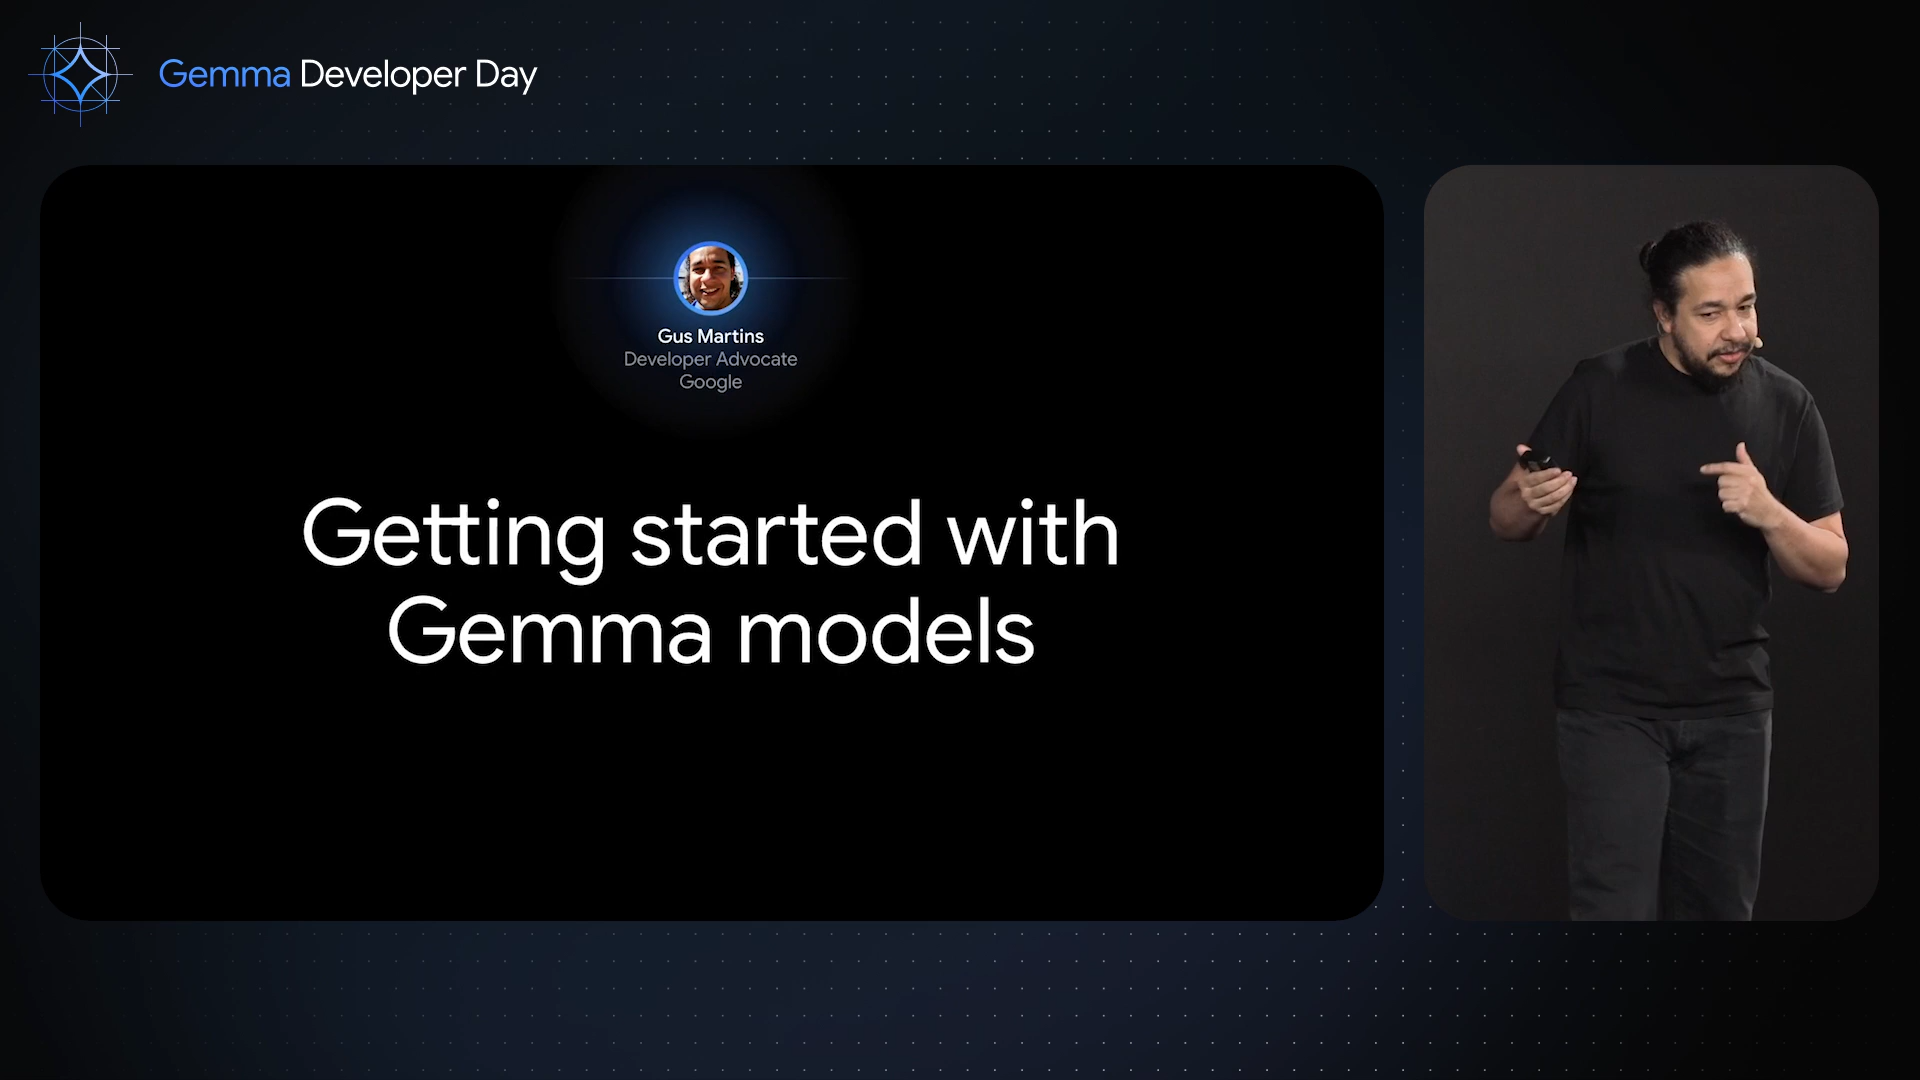 Gemma Developer Day
Gus Martins
Developer Advocate
Google
Getting started with
Gemma models